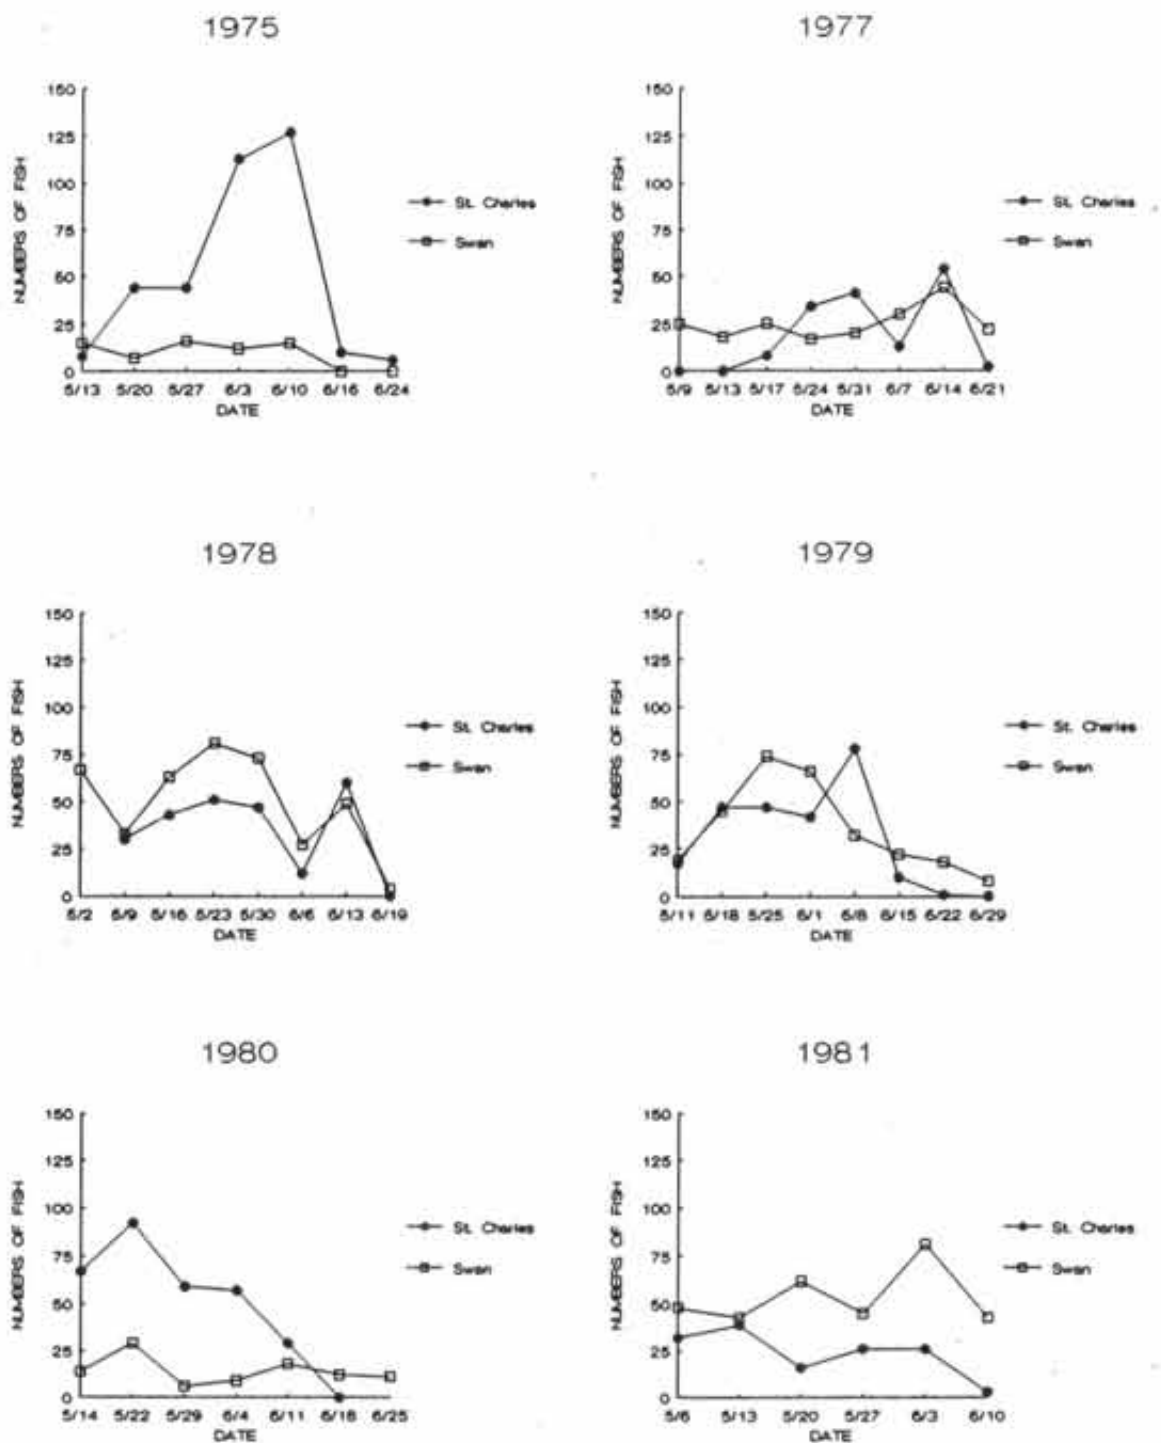 1975
150
125
100
75
50
25
0
NUMBERS OF FISH
St. Charles
Swan
5/13 5/20 5/27 6/3 6/10 6/16 6/24
DATE
1977
150
125
100
75
50
25
0
NUMBERS OF FISH
St. Charles
Swan
5/9 5/13 5/17 5/24 5/31 6/7 6/14 6/21
DATE
1978
150
125
100
75
50
25
0
NUMBERS OF FISH
St. Charles
Swan
5/2 5/9 5/16 5/23 5/30 6/6 6/13 6/19
DATE
1979
150
125
100
75
50
25
0
NUMBERS OF FISH
St. Charles
Swan
5/11 5/18 5/25 6/1 6/8 6/15 6/22 6/29
DATE
1980
150
125
100
75
50
25
0
NUMBERS OF FISH
St. Charles
Swan
5/14 5/22 5/29 6/4 6/11 6/18 6/25
DATE
1981
150
125
100
75
50
25
0
NUMBERS OF FISH
St. Charles
Swan
5/6 5/13 5/20 5/27 6/3 6/10
DATE